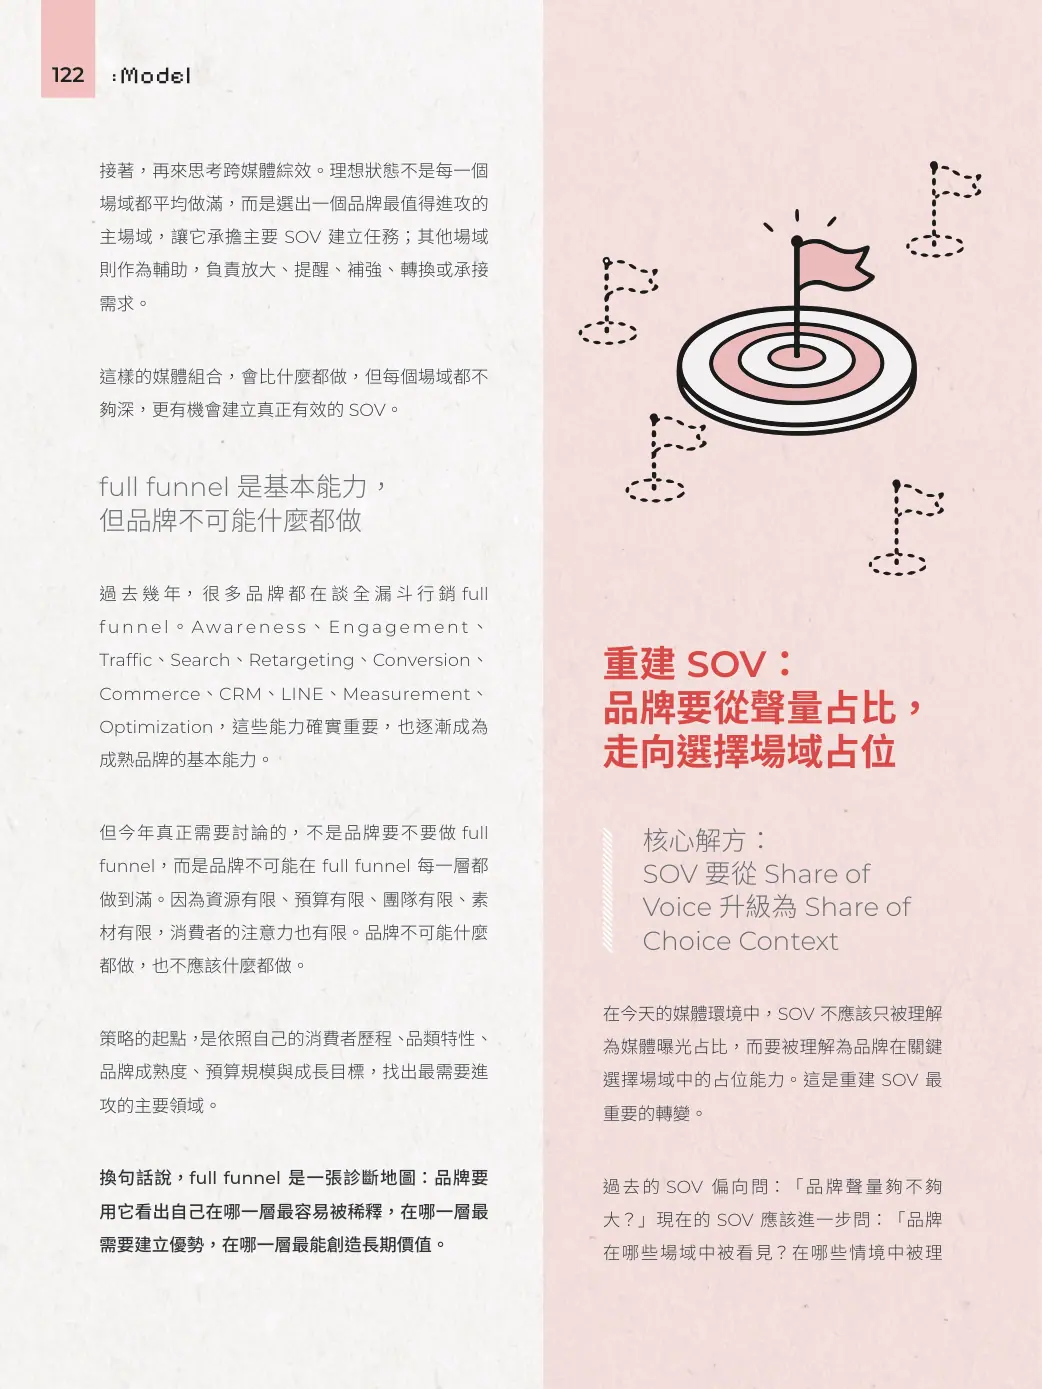 122
:Model
接著，再來思考跨媒體綜效。理想狀態不是每一個
場域都平均做滿，而是選出一個品牌最值得進攻的
主場域，讓它承擔主要 SOV 建立任務；其他場域
則作為輔助，負責放大、提醒、補強、轉換或承接
需求。
這樣的媒體組合，會比什麼都做，但每個場域都不
夠深，更有機會建立真正有效的 SOV。
full funnel 是基本能力，
但品牌不可能什麼都做
過去幾年，很多品牌都在談全漏斗行銷 full
funnel。Awareness、Engagement、
Traffic、Search、Retargeting、Conversion、
Commerce、CRM、LINE、Measurement、
Optimization，這些能力確實重要，也逐漸成為
成熟品牌的基本能力。
但今年真正需要討論的，不是品牌要不要做 full
funnel，而是品牌不可能在 full funnel 每一層都
做到滿。因為資源有限、預算有限、團隊有限、素
材有限，消費者的注意力也有限。品牌不可能什麼
都做，也不應該什麼都做。
策略的起點，是依照自己的消費者歷程、品類特性、
品牌成熟度、預算規模與成長目標，找出最需要進
攻的主要領域。
換句話說，full funnel 是一張診斷地圖：品牌要
用它看出自己在哪一層最容易被稀釋，在哪一層最
需要建立優勢，在哪一層最能創造長期價值。
重建 SOV：
品牌要從聲量占比，
走向選擇場域占位
核心解方：
SOV 要從 Share of
Voice 升級為 Share of
Choice Context
在今天的媒體環境中，SOV 不應該只被理解
為媒體曝光占比，而要被理解為品牌在關鍵
選擇場域中的占位能力。這是重建 SOV 最
重要的轉變。
過去的 SOV 偏向問：「品牌聲量夠不夠
大？」現在的 SOV 應該進一步問：「品牌
在哪些場域中被看見？在哪些情境中被理